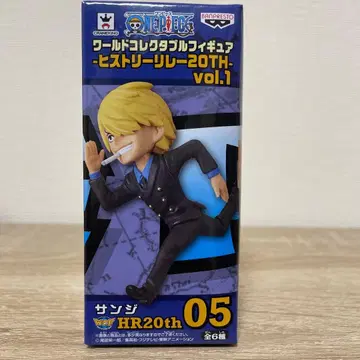 ONE PIECE
BANPRESTO
ワールドコレクタブルフィギュア
-ヒストリーリレー20TH-
vol.1
サンジ
HR20th 05
全6種